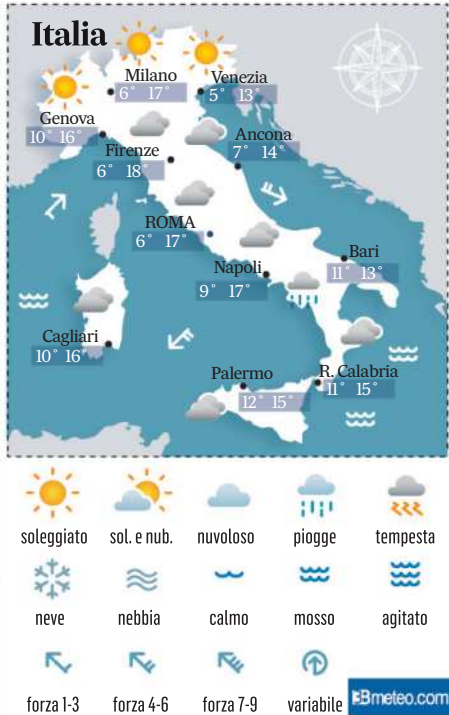 Italia
Milano
6° 17°
Venezia
5° 13°
Genova
10° 16°
Firenze
6° 18°
Ancona
7° 14°
ROMA
6° 17°
Bari
11° 13°
Napoli
9° 17°
Cagliari
10° 16°
Palermo
12° 15°
R. Calabria
11° 15°
soleggiato sol. e nub. nuvoloso piogge tempesta
neve nebbia calmo mosso agitato
forza 1-3 forza 4-6 forza 7-9 variabile 3Bmeteo.com